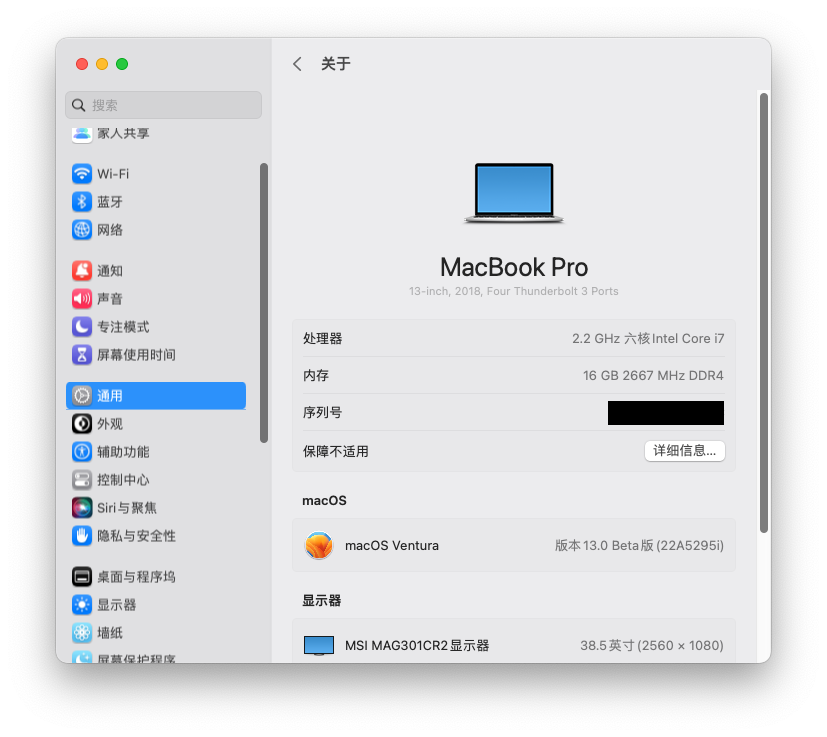 关于
搜索
家人共享
Wi-Fi
蓝牙
网络
通知
声音
专注模式
屏幕使用时间
通用
外观
辅助功能
控制中心
Siri与聚焦
隐私与安全性
桌面与程序坞
显示器
墙纸
屏幕保护程序
MacBook Pro
13-inch, 2018, Four Thunderbolt 3 Ports
处理器 2.2 GHz 六核Intel Core i7
内存 16 GB 2667 MHz DDR4
序列号
保障不适用 详细信息...
macOS
macOS Ventura 版本13.0 Beta版 (22A5295i)
显示器
MSI MAG301CR2显示器 38.5英寸 (2560 × 1080)